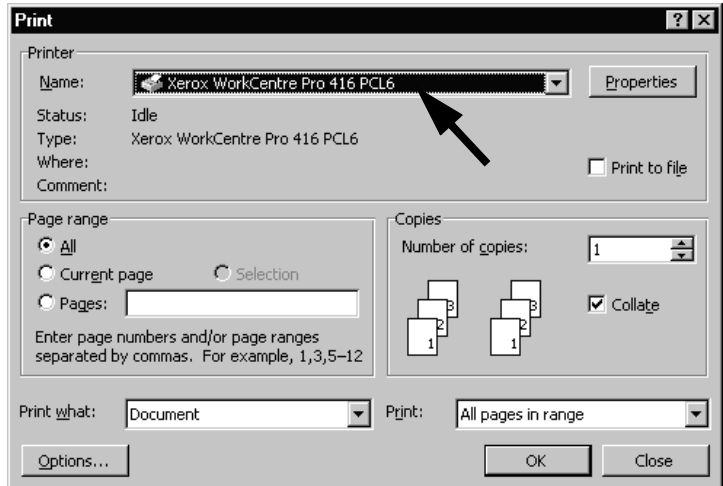 Print
Printer
Name: Xerox WorkCentre Pro 416 PCL6 Properties
Status: Idle
Type: Xerox WorkCentre Pro 416 PCL6
Where:
Print to file
Comment:
Page range
All
Current page Selection
Pages:
Enter page numbers and/or page ranges
separated by commas. For example, 1,3,5–12
Copies
Number of copies: 1
3 3
2 2
1 1
Collate
Print what: Document Print: All pages in range
Options... OK Close